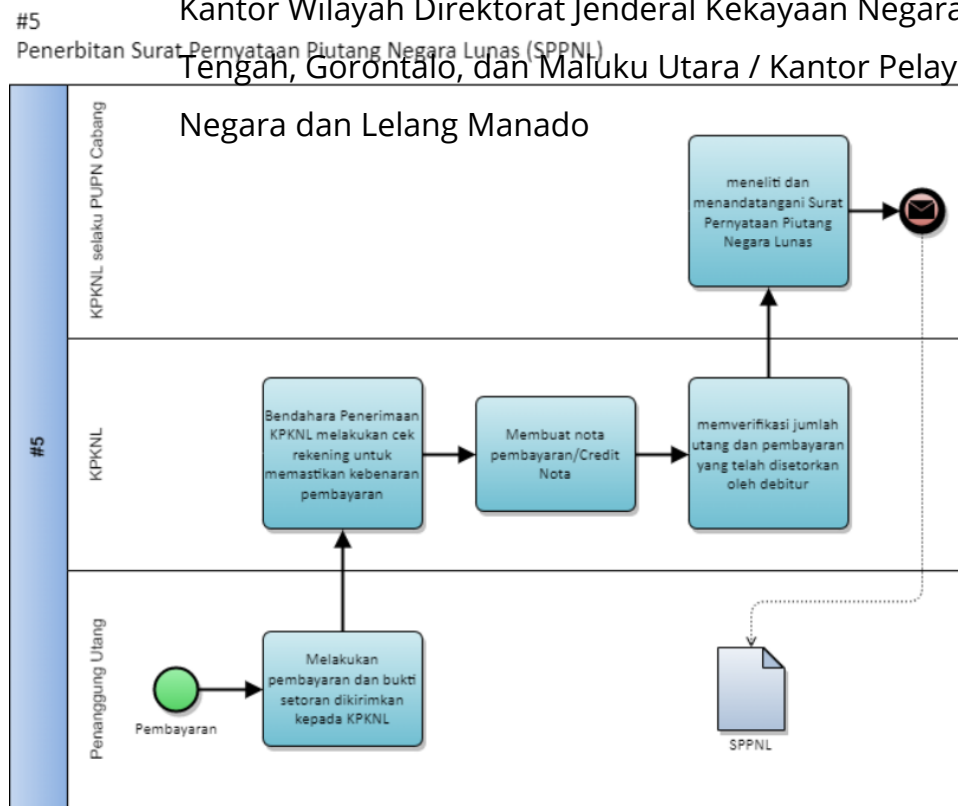 Kantor Wilayah Direktorat Jenderal Kekayaan Negara
#5
Penerbitan Surat Pernyataan Piutang Negara Lunas (SPPNL)
Tengah, Gorontalo, dan Maluku Utara / Kantor Pelay
Negara dan Lelang Manado
#5
KPKNL selaku PUPN Cabang
meneliti dan
menandatangani Surat
Pernyataan Piutang
Negara Lunas
KPKNL
Bendahara Penerimaan
KPKNL melakukan cek
rekening untuk
memastikan kebenaran
pembayaran
Membuat nota
pembayaran/Credit
Nota
memverifikasi jumlah
utang dan pembayaran
yang telah disetorkan
oleh debitur
Penanggung Utang
Pembayaran
Melakukan
pembayaran dan bukti
setoran dikirimkan
kepada KPKNL
SPPNL